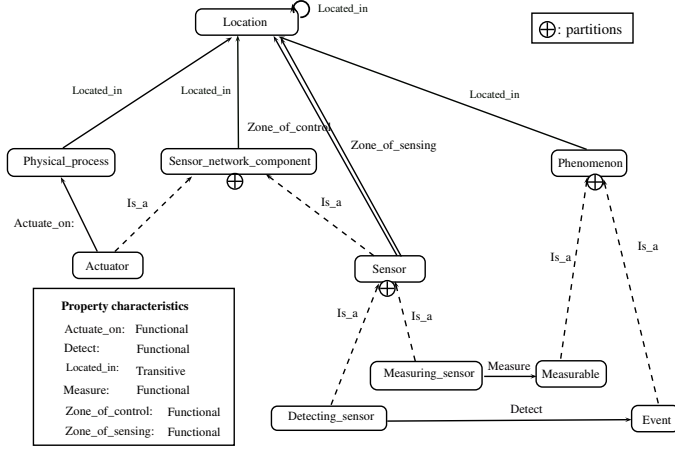 Located_in
Location
⊕: partitions
Located_in
Located_in
Located_in
Zone_of_control
Zone_of_sensing
Physical_process
Sensor_network_component
Phenomenon
Is_a
Is_a
Actuate_on:
Is_a
Is_a
Actuator
Sensor
Property characteristics
Actuate_on: Functional
Detect: Functional
Located_in: Transitive
Measure: Functional
Zone_of_control: Functional
Zone_of_sensing: Functional
Is_a
Is_a
Measuring_sensor
Measure
Measurable
Detecting_sensor
Detect
Event